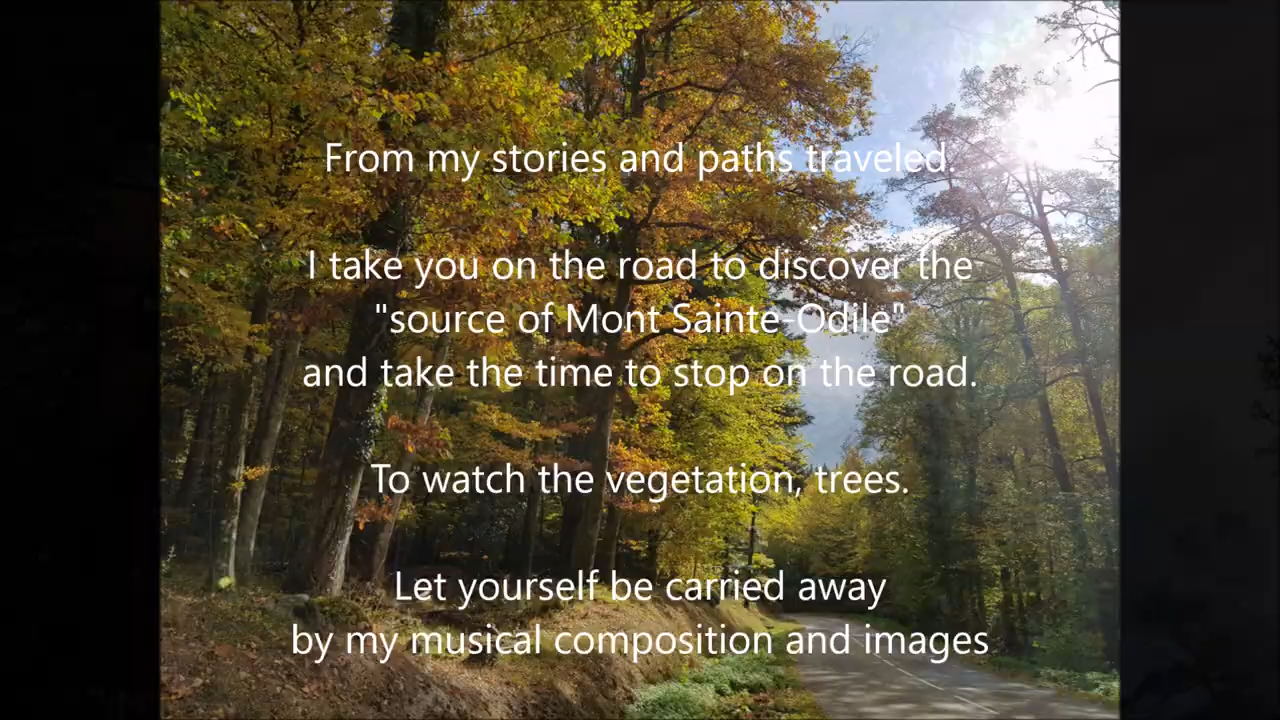 From my stories and paths traveled.
I take you on the road to discover the
"source of Mont Sainte-Odile"
and take the time to stop on the road.
To watch the vegetation, trees.
Let yourself be carried away
by my musical composition and images